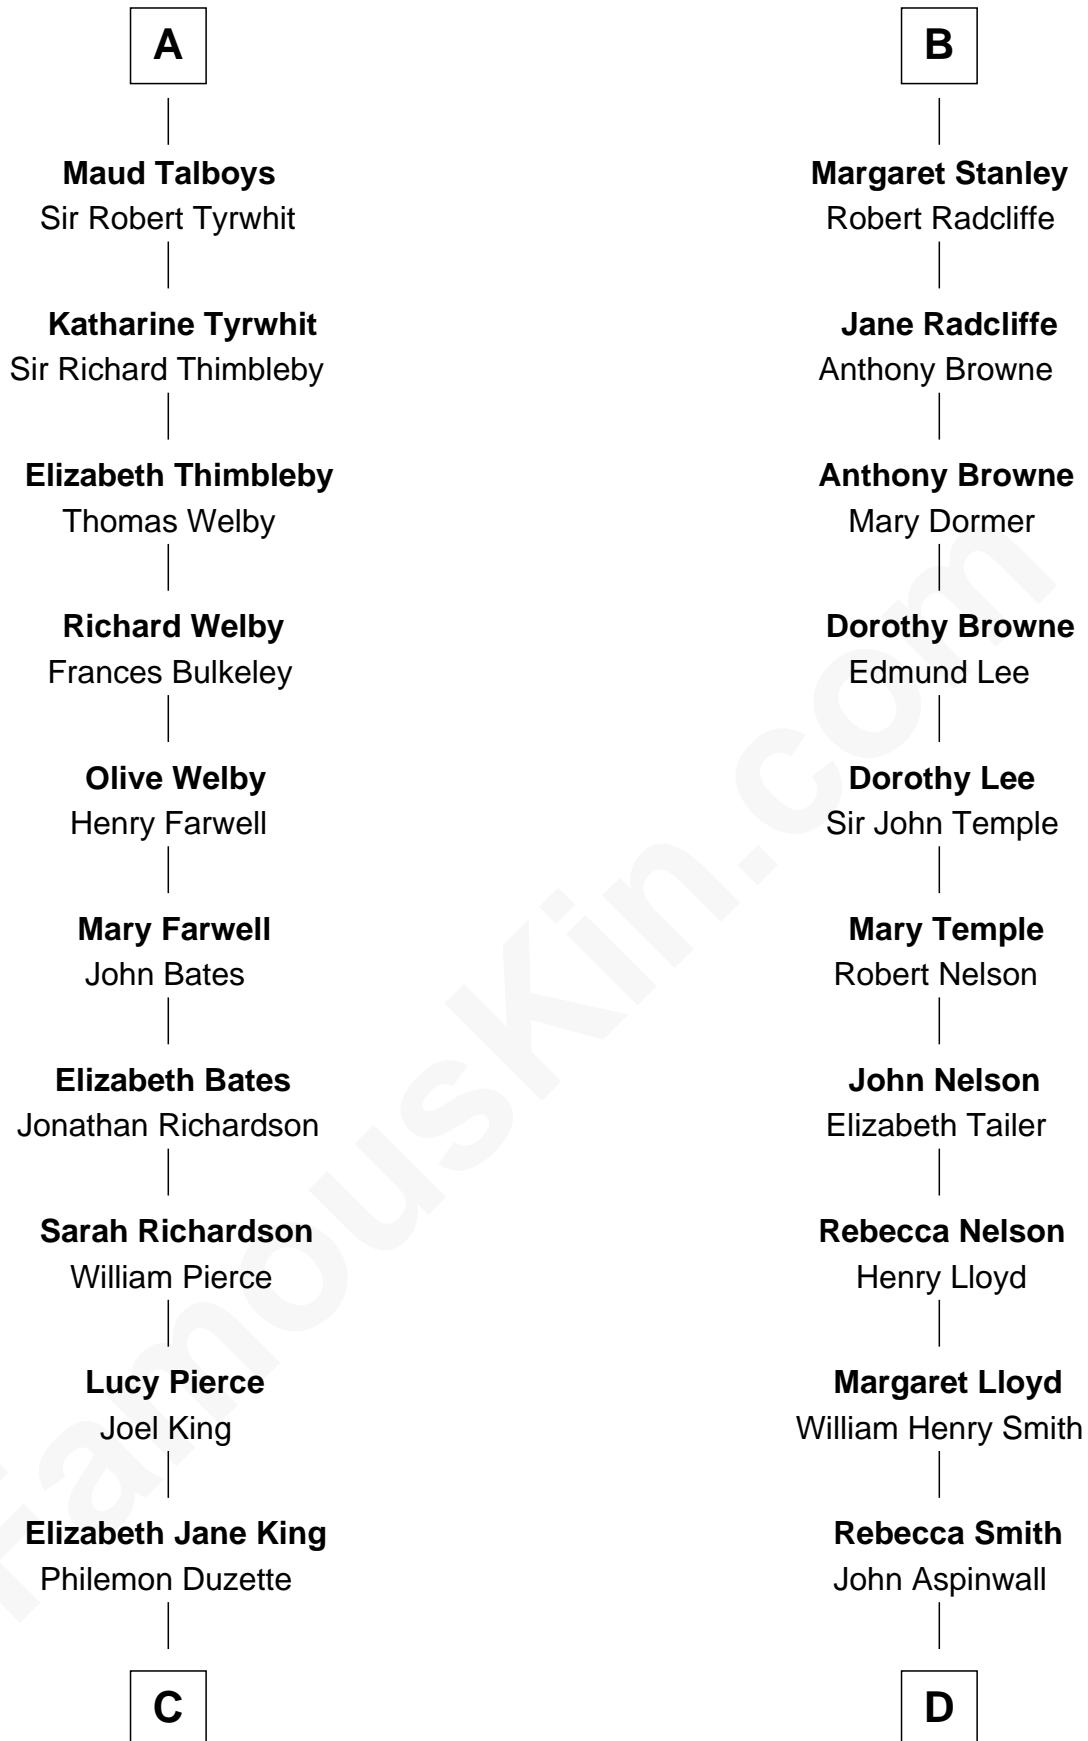 A
Maud Talboys
Sir Robert Tyrwhit
Katharine Tyrwhit
Sir Richard Thimbleby
Elizabeth Thimbleby
Thomas Welby
Richard Welby
Frances Bulkeley
Olive Welby
Henry Farwell
Mary Farwell
John Bates
Elizabeth Bates
Jonathan Richardson
Sarah Richardson
William Pierce
Lucy Pierce
Joel King
Elizabeth Jane King
Philemon Duzette
C
B
Margaret Stanley
Robert Radcliffe
Jane Radcliffe
Anthony Browne
Anthony Browne
Mary Dormer
Dorothy Browne
Edmund Lee
Dorothy Lee
Sir John Temple
Mary Temple
Robert Nelson
John Nelson
Elizabeth Tailer
Rebecca Nelson
Henry Lloyd
Margaret Lloyd
William Henry Smith
Rebecca Smith
John Aspinwall
D
FamousKin.com